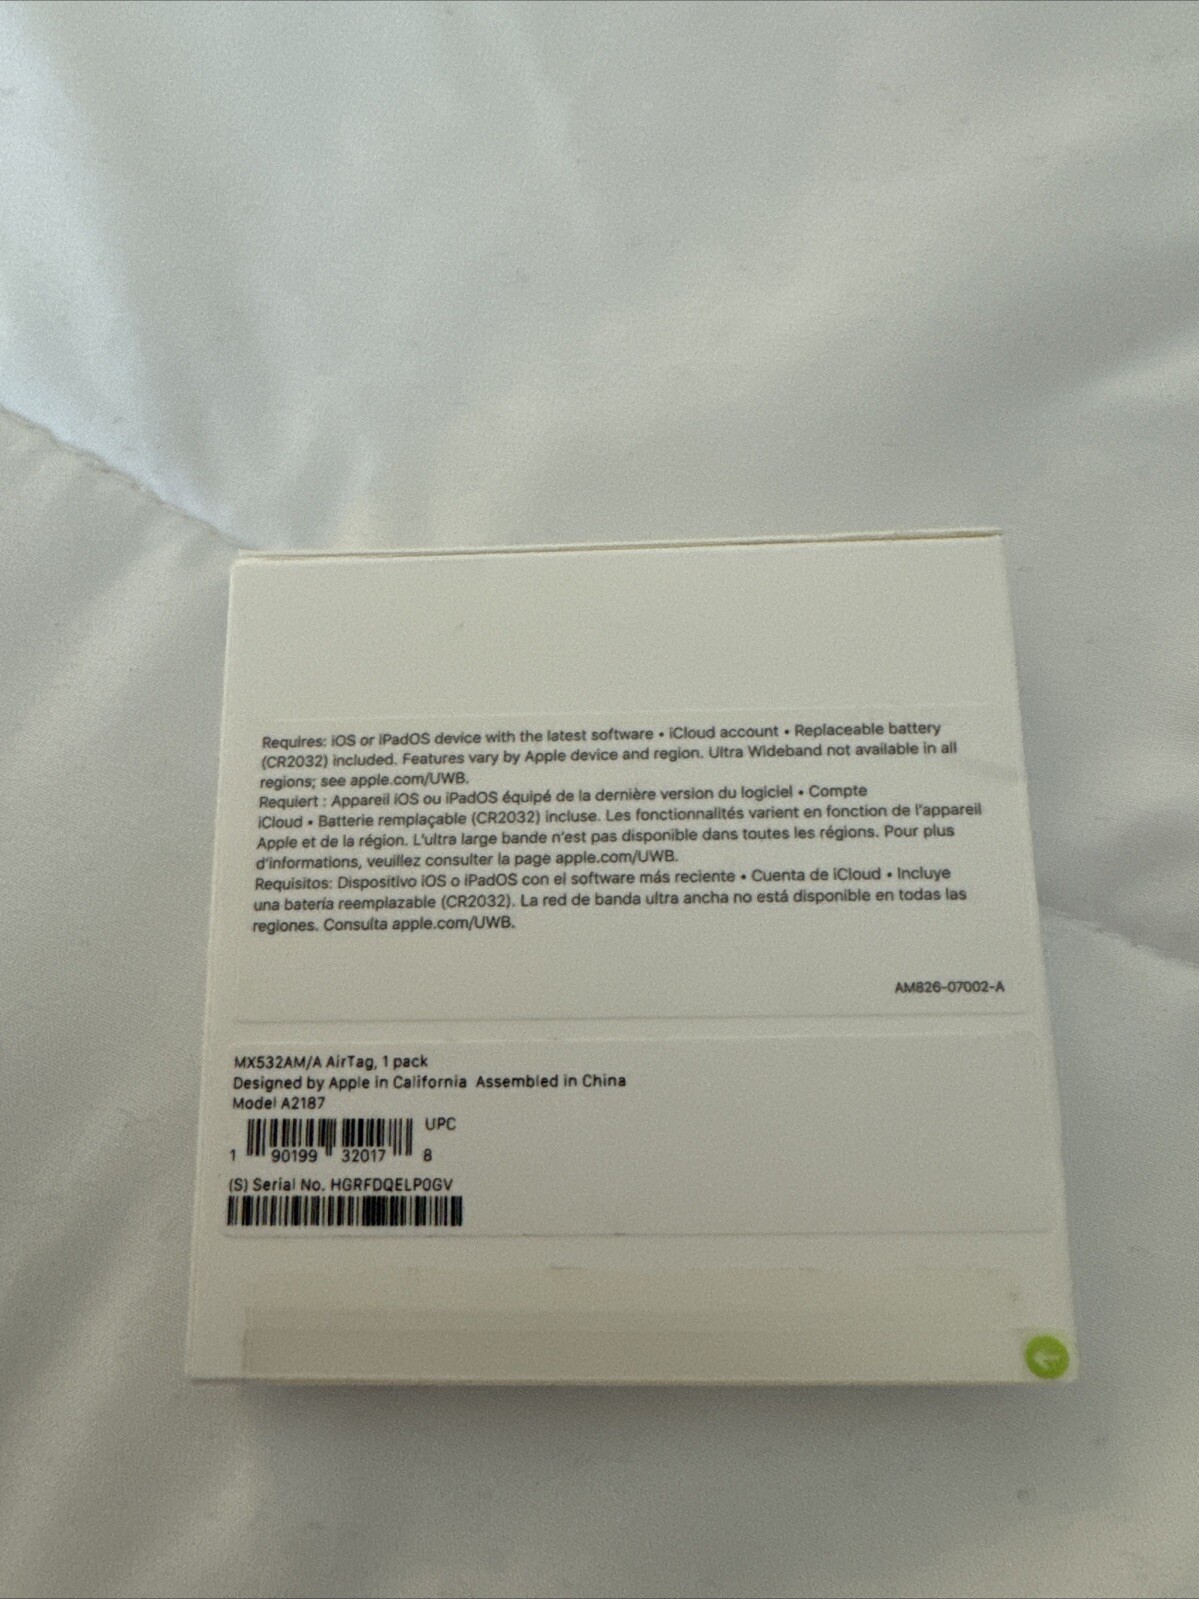 Requires: iOS or iPadOS device with the latest software • iCloud account • Replaceable battery
(CR2032) included. Features vary by Apple device and region. Ultra Wideband not available in all
regions; see apple.com/UWB.
Requiert : Appareil iOS ou iPadOS équipé de la dernière version du logiciel • Compte
iCloud • Batterie remplaçable (CR2032) incluse. Les fonctionnalités varient en fonction de l'appareil
Apple et de la région. L'ultra large bande n'est pas disponible dans toutes les régions. Pour plus
d'informations, veuillez consulter la page apple.com/UWB.
Requisitos: Dispositivo iOS o iPadOS con el software más reciente • Cuenta de iCloud • Incluye
una batería reemplazable (CR2032). La red de banda ultra ancha no está disponible en todas las
regiones. Consulta apple.com/UWB.
AM826-07002-A
MX532AM/A AirTag, 1 pack
Designed by Apple in California Assembled in China
Model A2187
UPC
1 90199 32017 8
(S) Serial No. HGRFDQELP0GV